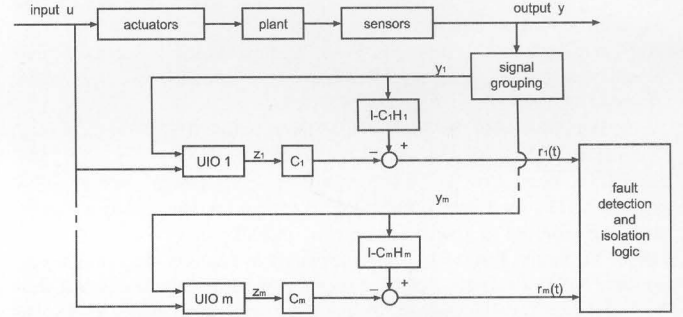 input u
output y
actuators
plant
sensors
signal
grouping
y₁
I-C₁H₁
− +
UIO 1
z₁
C₁
r₁(t)
fault
detection
and
isolation
logic
yₘ
I-CₘHₘ
− +
UIO m
zₘ
Cₘ
rₘ(t)